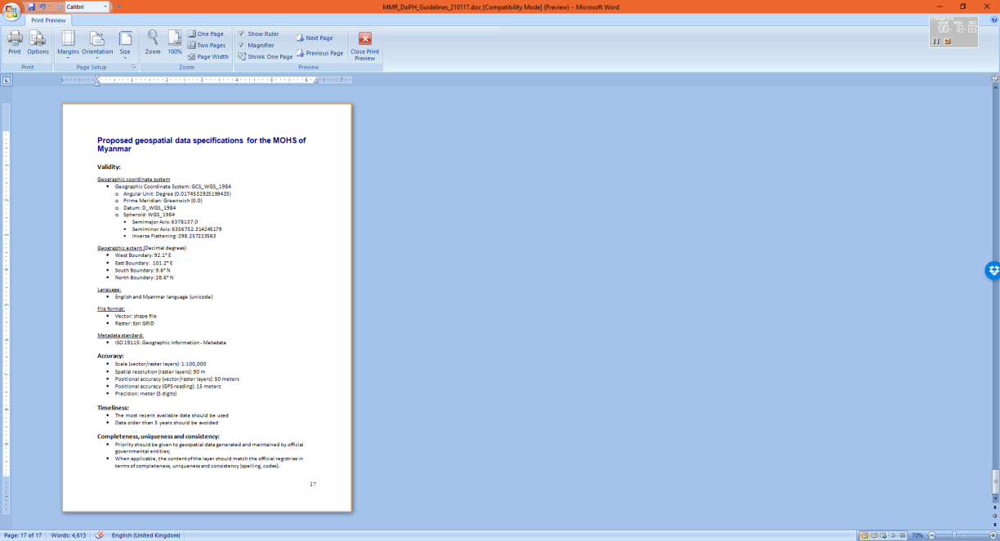 Calibri
MMR_DoPH_Guidelines_210117.doc [Compatibility Mode] (Preview) - Microsoft Word
Print Preview
Print
Options
Margins
Orientation
Size
Zoom
100%
One Page
Two Pages
Page Width
Show Ruler
Magnifier
Shrink One Page
Next Page
Previous Page
Close Print
Preview
Print
Page Setup
Zoom
Preview
Proposed geospatial data specifications for the MOHS of
Myanmar
Validity:
Geographic coordinate system
• Geographic Coordinate System: GCS_WGS_1984
o Angular Unit: Degree (0.0174532925199433)
o Prime Meridian: Greenwich (0.0)
o Datum: D_WGS_1984
o Spheroid: WGS_1984
▪ Semimajor Axis: 6378137.0
▪ Semiminor Axis: 6356752.314245179
▪ Inverse Flattening: 298.257223563
Geographic extent (Decimal degrees)
• West Boundary: 92.1° E
• East Boundary: 101.2° E
• South Boundary: 9.6° N
• North Boundary: 28.6° N
Language:
• English and Myanmar language (unicode)
File format:
• Vector: shape file
• Raster: Esri GRID
Metadata standard:
• ISO 19115: Geographic information - Metadata
Accuracy:
• Scale (vector/raster layers): 1:100,000
• Spatial resolution (raster layers): 90 m
• Positional accuracy (vector/raster layers): 50 meters
• Positional accuracy (GPS reading): 15 meters
• Precision: meter (5 digits)
Timeliness:
• The most recent available data should be used
• Data older than 5 years should be avoided
Completeness, uniqueness and consistency:
• Priority should be given to geospatial data generated and maintained by official
governmental entities;
• When applicable, the content of the layer should match the official registries in
terms of completeness, uniqueness and consistency (spelling, codes).
17
Page: 17 of 17
Words: 4,613
English (United Kingdom)
70%